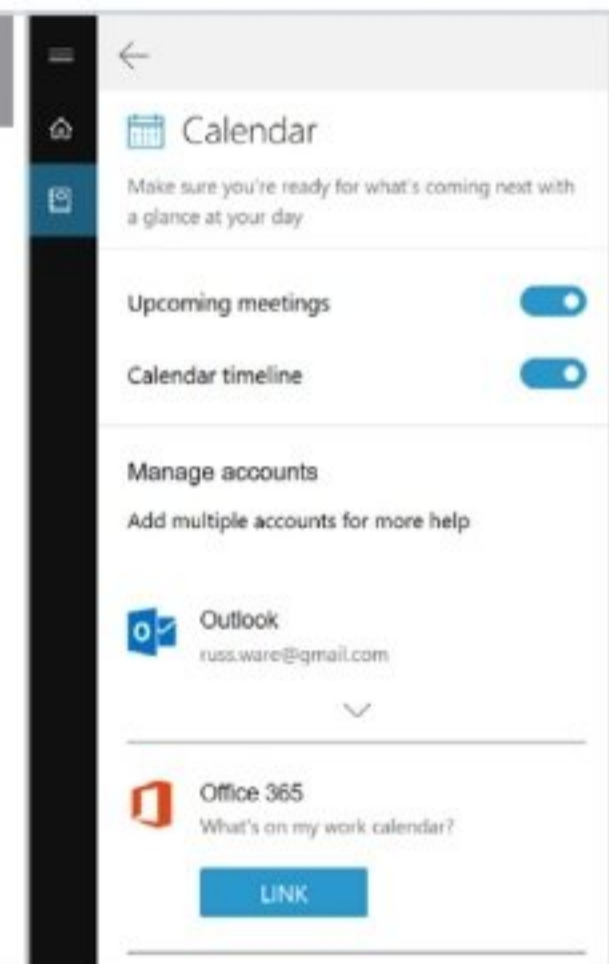 Calendar
Make sure you're ready for what's coming next with
a glance at your day
Upcoming meetings
Calendar timeline
Manage accounts
Add multiple accounts for more help
Outlook
russ.ware@gmail.com
Office 365
What's on my work calendar?
LINK